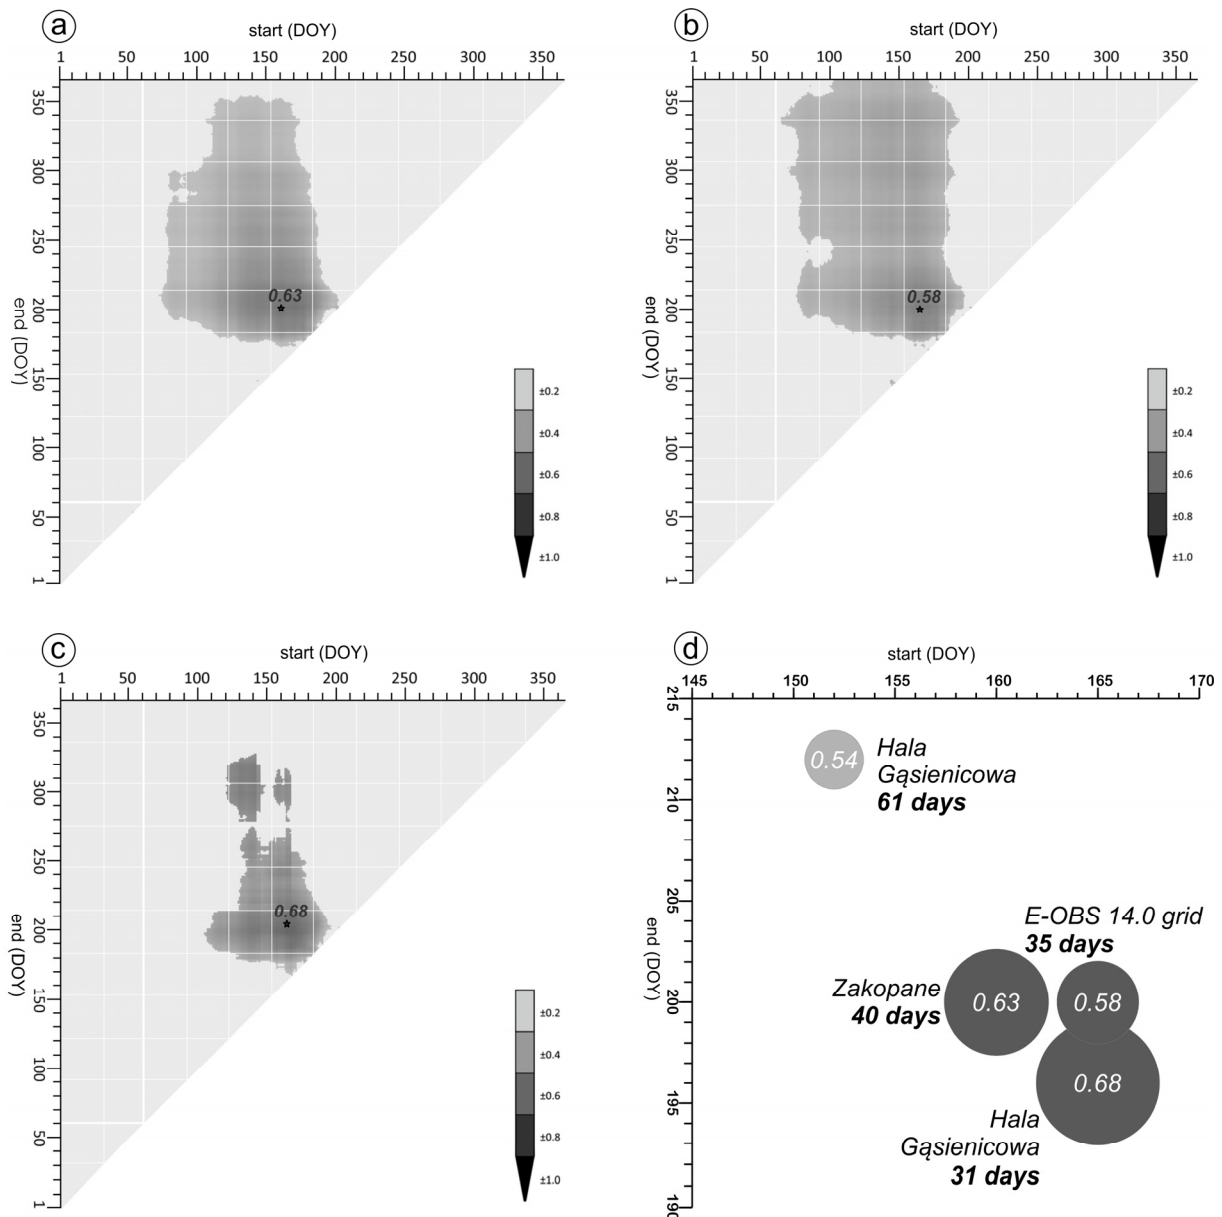 a
start (DOY)
1 50 100 150 200 250 300 350
end (DOY)
350
300
250
200
150
100
50
1
0.63
±0.2
±0.4
±0.6
±0.8
±1.0
b
start (DOY)
1 50 100 150 200 250 300 350
end (DOY)
350
300
250
200
150
100
50
1
0.58
±0.2
±0.4
±0.6
±0.8
±1.0
c
start (DOY)
1 50 100 150 200 250 300 350
end (DOY)
350
300
250
200
150
100
50
1
0.68
±0.2
±0.4
±0.6
±0.8
±1.0
d
start (DOY)
145 150 155 160 165 170
end (DOY)
215
210
205
200
195
190
0.54
Hala
Gąsienicowa
61 days
E-OBS 14.0 grid
35 days
Zakopane
40 days
0.63
0.58
0.68
Hala
Gąsienicowa
31 days